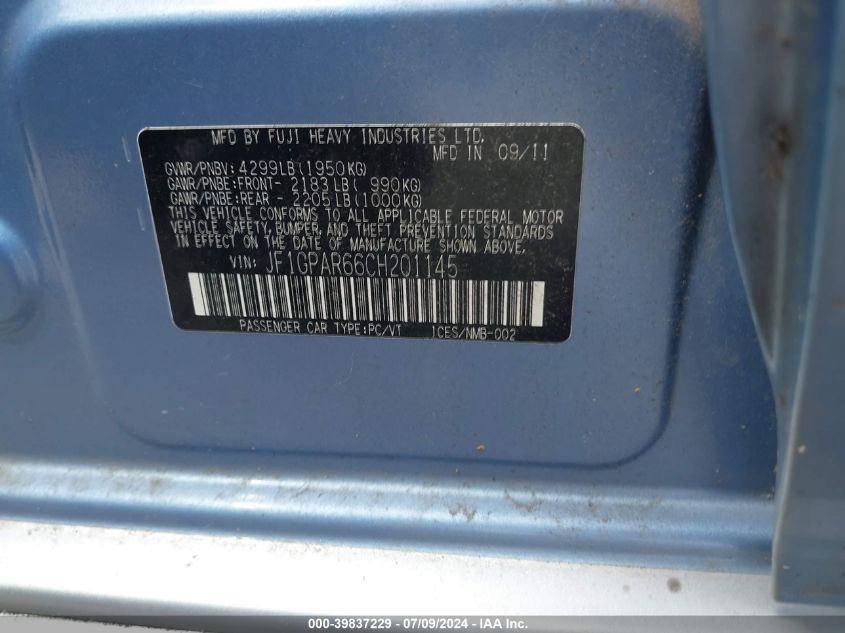 MFD BY FUJI HEAVY INDUSTRIES LTD.
MFD IN 09/11
GVWR/PNBV: 4299LB (1950KG)
GAWR/PNBE:FRONT- 2183 LB ( 990KG)
GAWR/PNBE:REAR - 2205 LB (1000KG)
THIS VEHICLE CONFORMS TO ALL APPLICABLE FEDERAL MOTOR
VEHICLE SAFETY, BUMPER, AND THEFT PREVENTION STANDARDS
IN EFFECT ON THE DATE OF MANUFACTURE SHOWN ABOVE.
VIN: JF1GPAR66CH201145
PASSENGER CAR TYPE:PC/VT ICES/NMB-002
© IAA - 39837229 - 07/09/2024 - IAA, Inc.